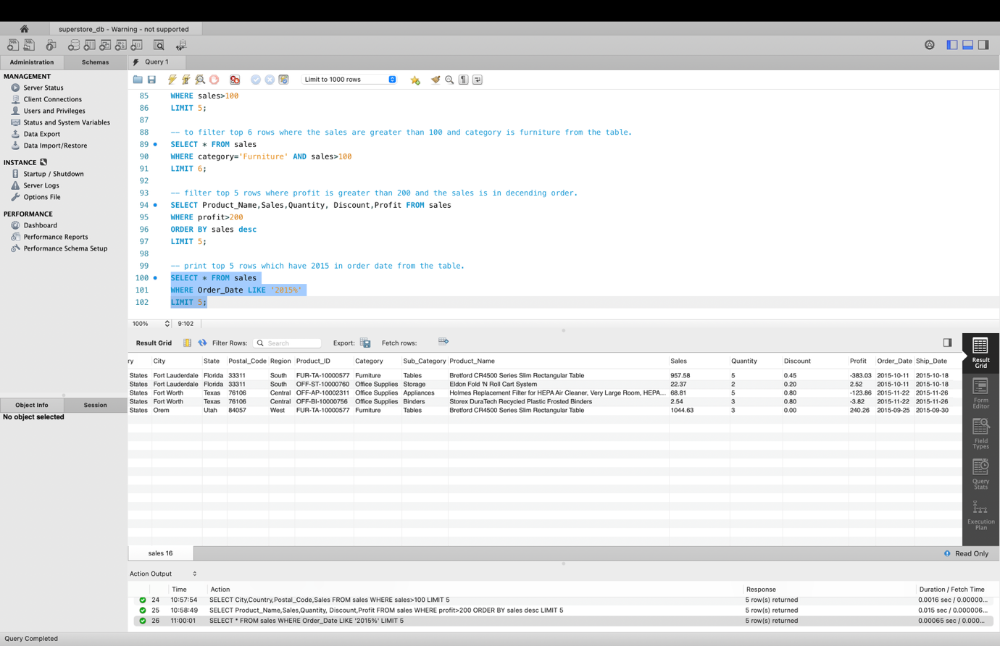 superstore_db - Warning - not supported
Administration Schemas
Query 1
MANAGEMENT
Server Status
Client Connections
Users and Privileges
Status and System Variables
Data Export
Data Import/Restore
INSTANCE
Startup / Shutdown
Server Logs
Options File
PERFORMANCE
Dashboard
Performance Reports
Performance Schema Setup
Object Info Session
No object selected
Limit to 1000 rows
85 WHERE sales>100
86 LIMIT 5;
87
88 -- to filter top 6 rows where the sales are greater than 100 and category is furniture from the table.
89 SELECT * FROM sales
90 WHERE category='Furniture' AND sales>100
91 LIMIT 6;
92
93 -- filter top 5 rows where profit is greater than 200 and the sales is in decending order.
94 SELECT Product_Name,Sales,Quantity, Discount,Profit FROM sales
95 WHERE profit>200
96 ORDER BY sales desc
97 LIMIT 5;
98
99 -- print top 5 rows which have 2015 in order date from the table.
100 SELECT * FROM sales
101 WHERE Order_Date LIKE '2015%'
102 LIMIT 5;
100% 9:102
Result Grid Filter Rows: Search Export: Fetch rows:
ry City State Postal_Code Region Product_ID Category Sub_Category Product_Name Sales Quantity Discount Profit Order_Date Ship_Date
States Fort Lauderdale Florida 33311 South FUR-TA-10000577 Furniture Tables Bretford CR4500 Series Slim Rectangular Table 957.58 5 0.45 -383.03 2015-10-11 2015-10-18
States Fort Lauderdale Florida 33311 South OFF-ST-10000760 Office Supplies Storage Eldon Fold 'N Roll Cart System 22.37 2 0.20 2.52 2015-10-11 2015-10-18
States Fort Worth Texas 76106 Central OFF-AP-10002311 Office Supplies Appliances Holmes Replacement Filter for HEPA Air Cleaner, Very Large Room, HEPA... 68.81 5 0.80 -123.86 2015-11-22 2015-11-26
States Fort Worth Texas 76106 Central OFF-BI-10000756 Office Supplies Binders Storex DuraTech Recycled Plastic Frosted Binders 2.54 3 0.80 -3.82 2015-11-22 2015-11-26
States Orem Utah 84057 West FUR-TA-10000577 Furniture Tables Bretford CR4500 Series Slim Rectangular Table 1044.63 3 0.00 240.26 2015-09-25 2015-09-30
Result
Grid
Form
Editor
Field
Types
Query
Stats
Execution
Plan
sales 16 Read Only
Action Output
Time Action Response Duration / Fetch Time
24 10:57:54 SELECT City,Country,Postal_Code,Sales FROM sales WHERE sales>100 LIMIT 5 5 row(s) returned 0.0016 sec / 0.00000...
25 10:58:49 SELECT Product_Name,Sales,Quantity, Discount,Profit FROM sales WHERE profit>200 ORDER BY sales desc LIMIT 5 5 row(s) returned 0.015 sec / 0.000006...
26 11:00:01 SELECT * FROM sales WHERE Order_Date LIKE '2015%' LIMIT 5 5 row(s) returned 0.00065 sec / 0.000...
Query Completed